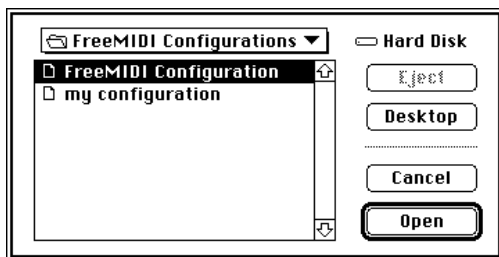 FreeMIDI Configurations
Hard Disk
FreeMIDI Configuration
my configuration
Eject
Desktop
Cancel
Open